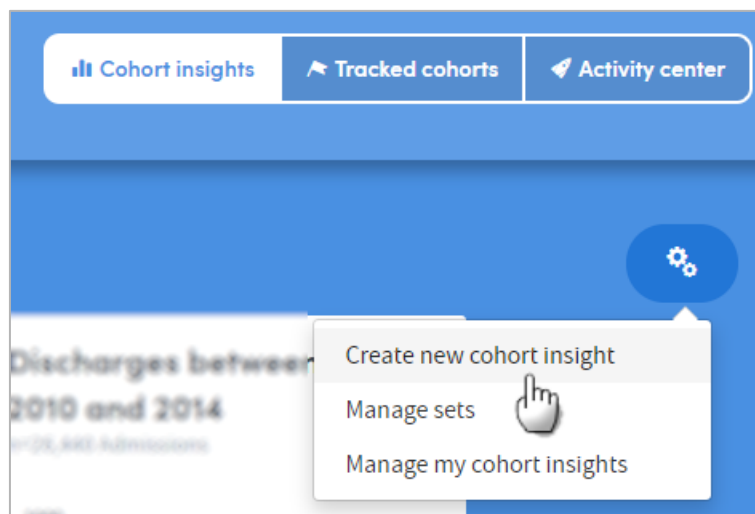 Cohort insights
Tracked cohorts
Activity center
Discharges between
2010 and 2014
Create new cohort insight
Manage sets
Manage my cohort insights